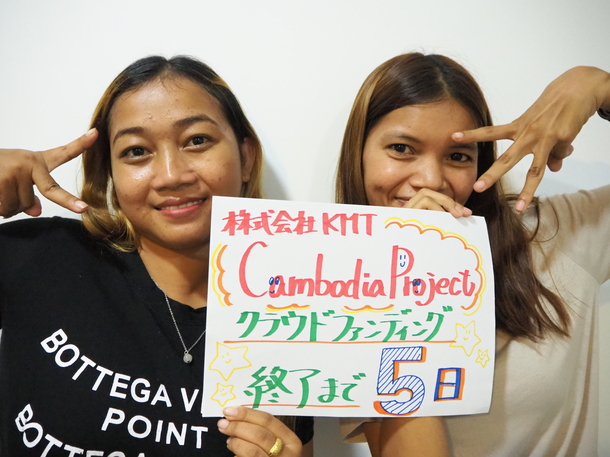 株式会社KMT
Cambodia Project
クラウドファンディング
終了まで5日
BOTTEGA V
POINT
BOTTEGA